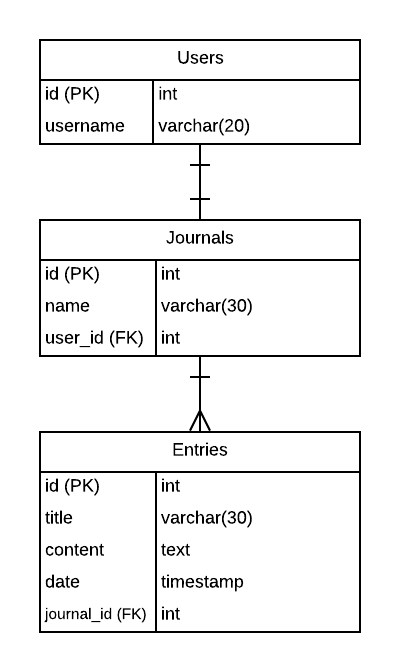 Users
id (PK) int
username varchar(20)
Journals
id (PK) int
name varchar(30)
user_id (FK) int
Entries
id (PK) int
title varchar(30)
content text
date timestamp
journal_id (FK) int